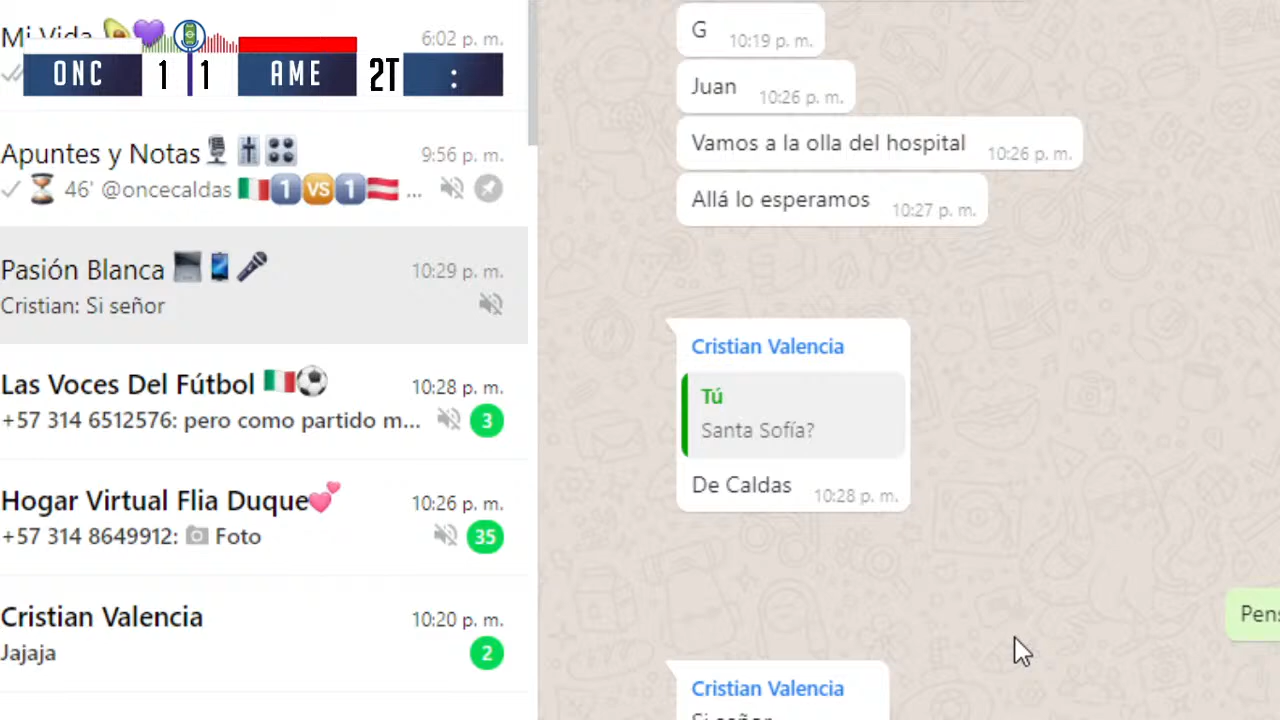 Mi Vida 🥑💜
6:02 p. m.
ONC 1 1 AME 2T :
Apuntes y Notas🎙️🎚️🎛️
9:56 p. m.
⏳ 46' @oncecaldas 🇮🇹1️⃣🆚1️⃣🇦🇹 ...
Pasión Blanca 💻📱🎤
10:29 p. m.
Cristian: Si señor
Las Voces Del Fútbol 🇮🇹⚽
10:28 p. m.
+57 314 6512576: pero como partido m...
3
Hogar Virtual Flia Duque💕
10:26 p. m.
+57 314 8649912: 📷 Foto
35
Cristian Valencia
10:20 p. m.
Jajaja
2
G
10:19 p. m.
Juan
10:26 p. m.
Vamos a la olla del hospital
10:26 p. m.
Allá lo esperamos
10:27 p. m.
Cristian Valencia
Tú
Santa Sofía?
De Caldas
10:28 p. m.
Pens
Cristian Valencia
Si señor